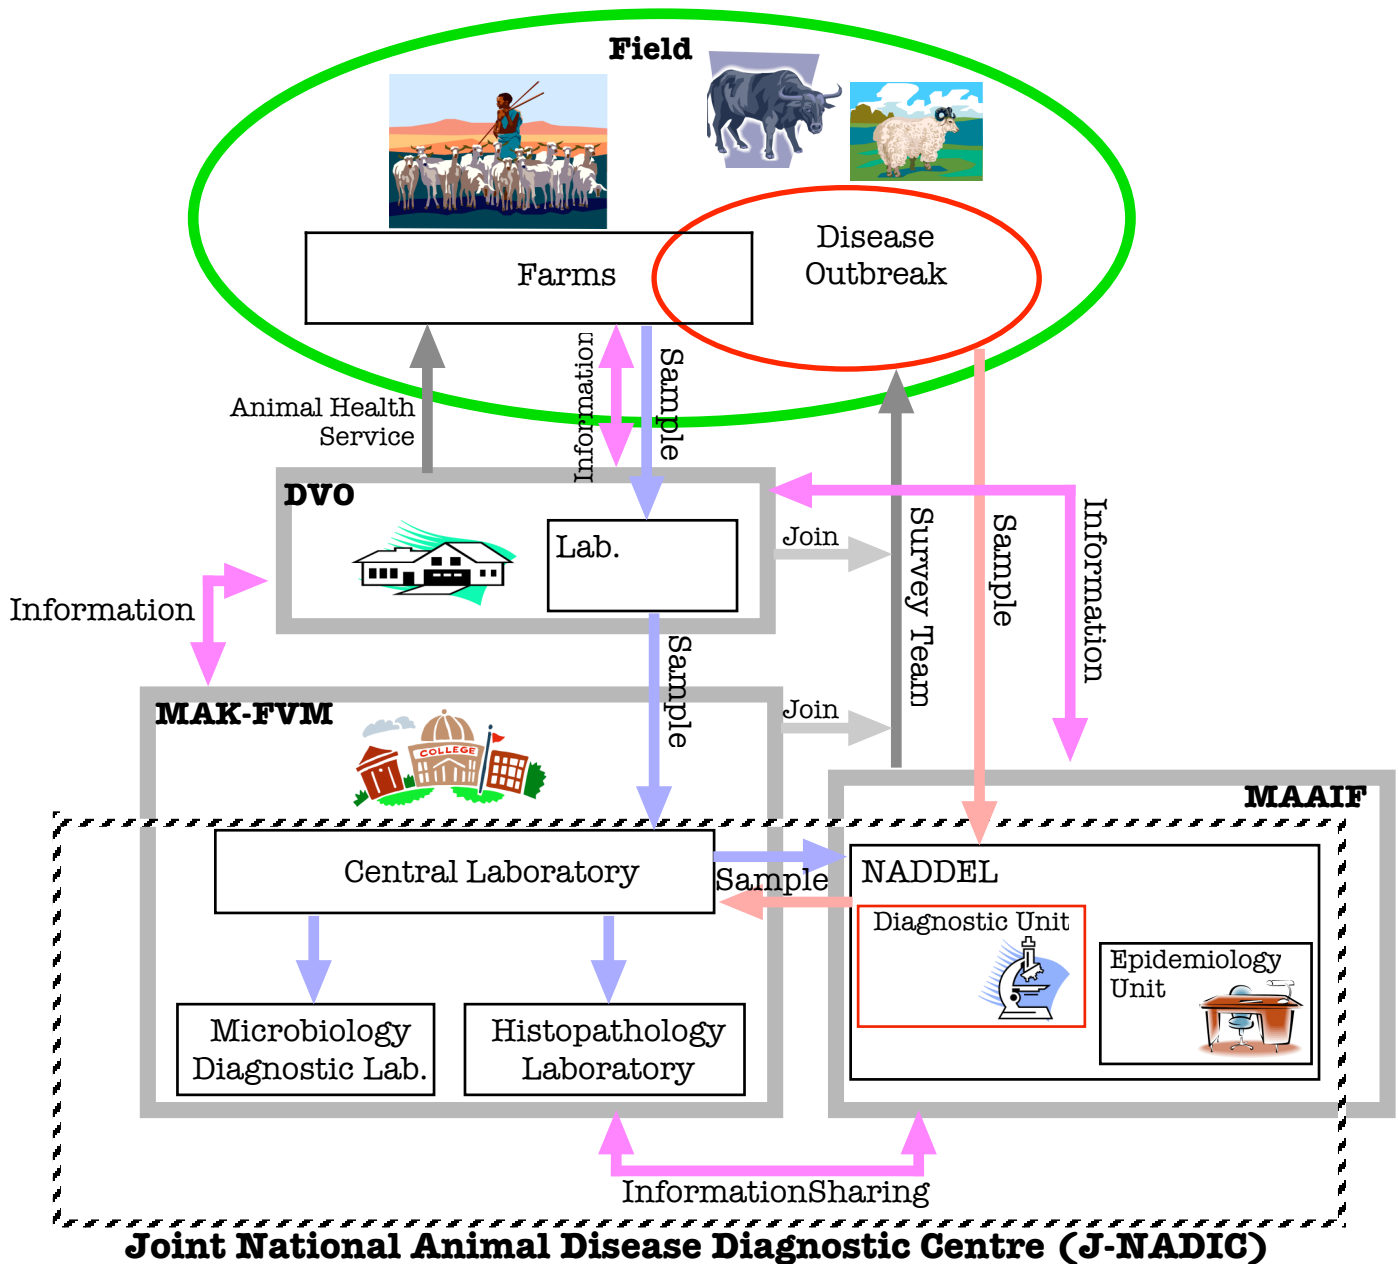 Field
Disease
Outbreak
Farms
Animal Health
Service
Information
Sample
DVO
Lab.
Join
Survey Team
Sample
Information
Information
Sample
MAK-FVM
COLLEGE
Join
MAAIF
Central Laboratory
Sample
NADDEL
Diagnostic Unit
Epidemiology
Unit
Microbiology
Diagnostic Lab.
Histopathology
Laboratory
InformationSharing
Joint National Animal Disease Diagnostic Centre (J-NADIC)